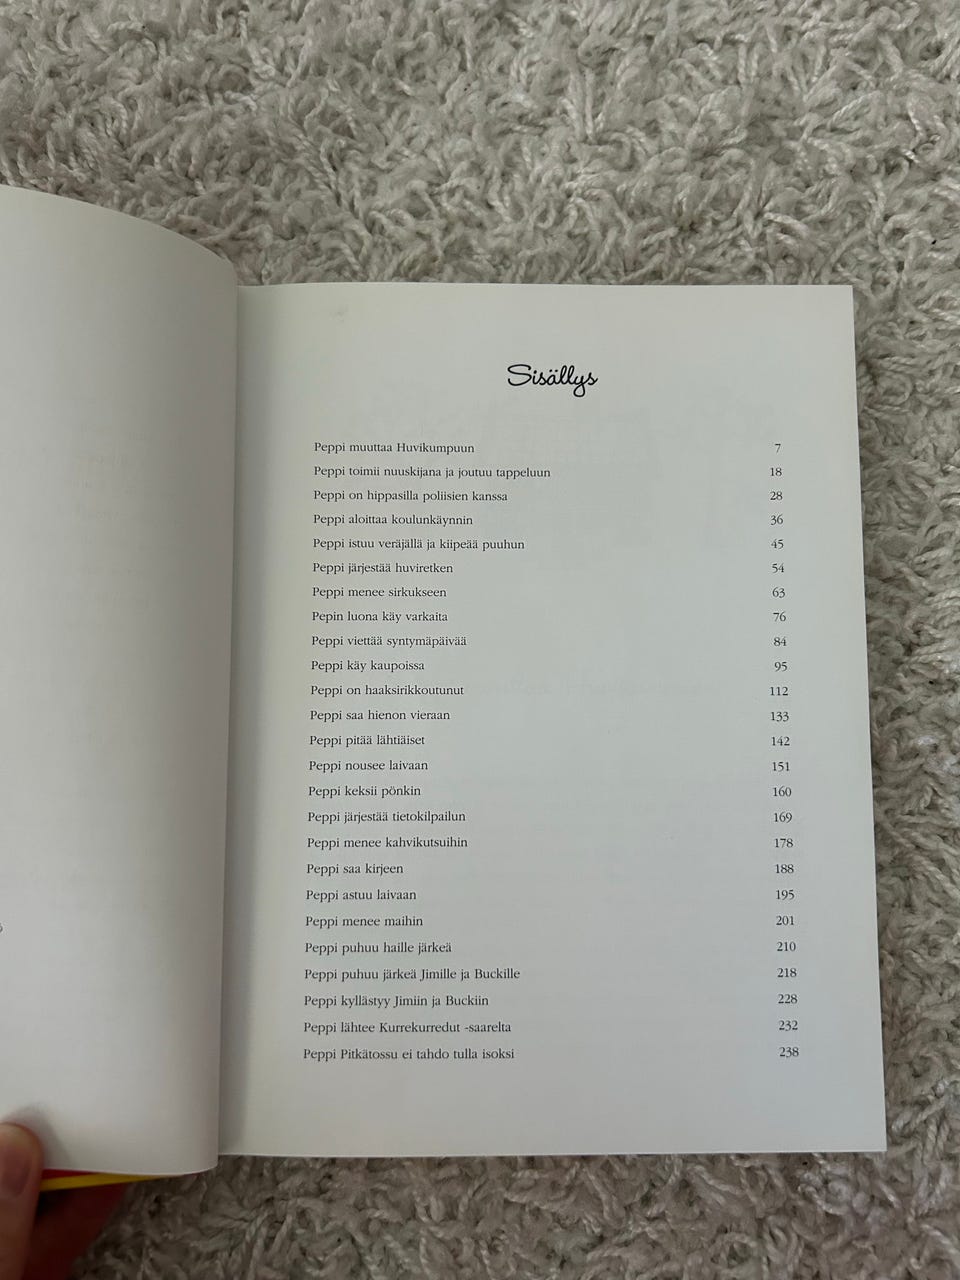 Sisällys
Peppi muuttaa Huvikumpuun 7
Peppi toimii nuuskijana ja joutuu tappeluun 18
Peppi on hippasilla poliisien kanssa 28
Peppi aloittaa koulunkäynnin 36
Peppi istuu veräjällä ja kiipeää puuhun 45
Peppi järjestää huviretken 54
Peppi menee sirkukseen 63
Pepin luona käy varkaita 76
Peppi viettää syntymäpäivää 84
Peppi käy kaupoissa 95
Peppi on haaksirikkoutunut 112
Peppi saa hienon vieraan 133
Peppi pitää lähtiäiset 142
Peppi nousee laivaan 151
Peppi keksii pönkin 160
Peppi järjestää tietokilpailun 169
Peppi menee kahvikutsuihin 178
Peppi saa kirjeen 188
Peppi astuu laivaan 195
Peppi menee maihin 201
Peppi puhuu haille järkeä 210
Peppi puhuu järkeä Jimille ja Buckille 218
Peppi kyllästyy Jimiin ja Buckiin 228
Peppi lähtee Kurrekurredut -saarelta 232
Peppi Pitkätossu ei tahdo tulla isoksi 238